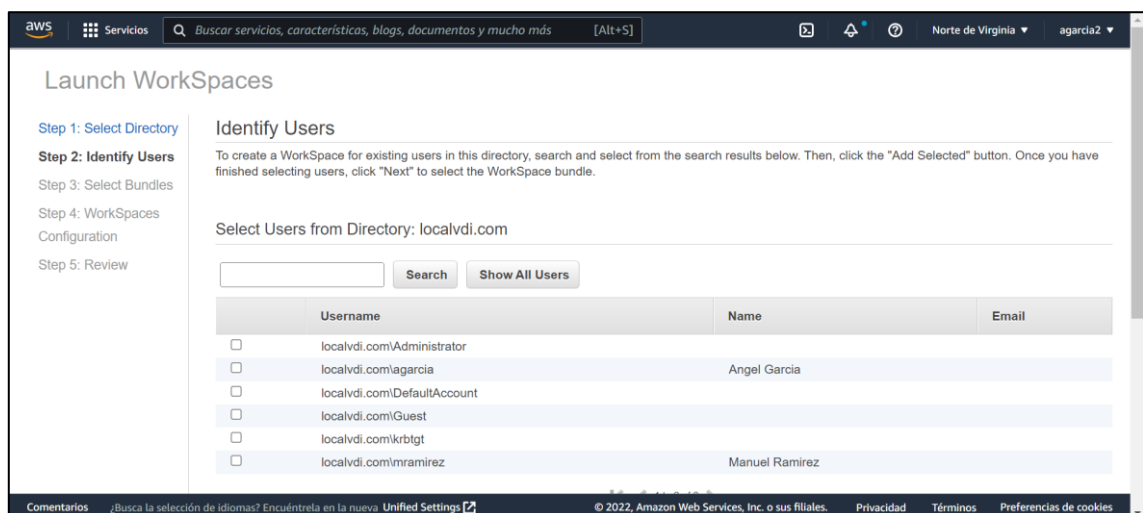 aws Servicios Buscar servicios, características, blogs, documentos y mucho más [Alt+S] Norte de Virginia agarcia2
Launch WorkSpaces
Step 1: Select Directory
Step 2: Identify Users
Step 3: Select Bundles
Step 4: WorkSpaces
Configuration
Step 5: Review
Identify Users
To create a WorkSpace for existing users in this directory, search and select from the search results below. Then, click the "Add Selected" button. Once you have
finished selecting users, click "Next" to select the WorkSpace bundle.
Select Users from Directory: localvdi.com
Search Show All Users
Username Name Email
localvdi.com\Administrator
localvdi.com\agarcia Angel Garcia
localvdi.com\DefaultAccount
localvdi.com\Guest
localvdi.com\krbtgt
localvdi.com\mramirez Manuel Ramirez
Comentarios ¿Busca la selección de idiomas? Encuéntrela en la nueva Unified Settings © 2022, Amazon Web Services, Inc. o sus filiales. Privacidad Términos Preferencias de cookies